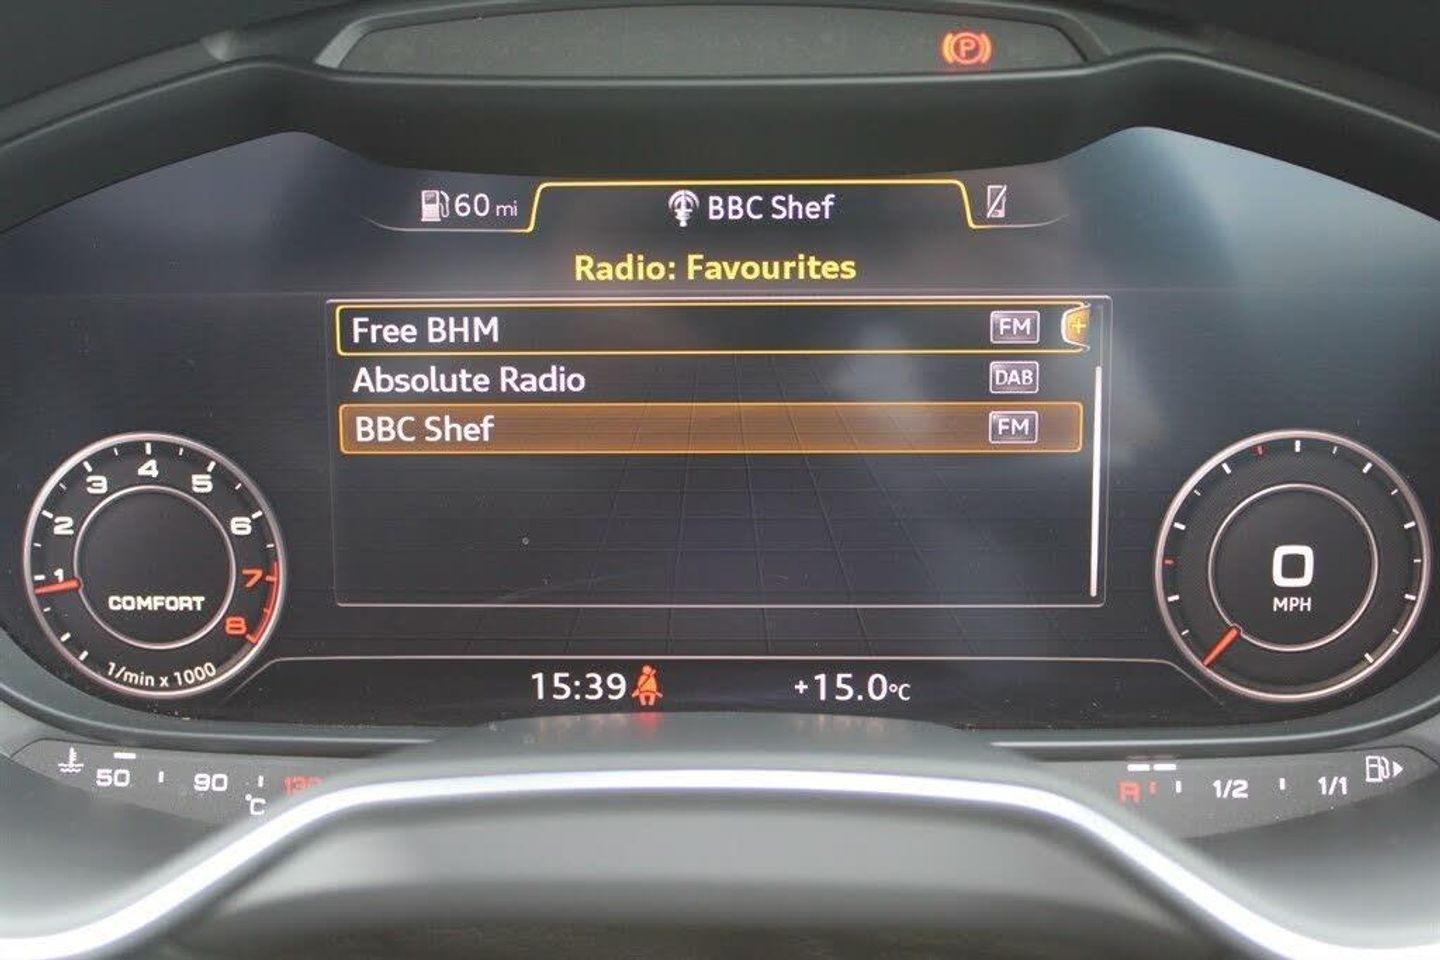 P
60 mi
BBC Shef
Radio: Favourites
Free BHM FM +
Absolute Radio DAB
BBC Shef FM
1 2 3 4 5 6 7 8
COMFORT
1/min x 1000
0
MPH
15:39
+15.0°C
50 90 130
°C
R 1/2 1/1